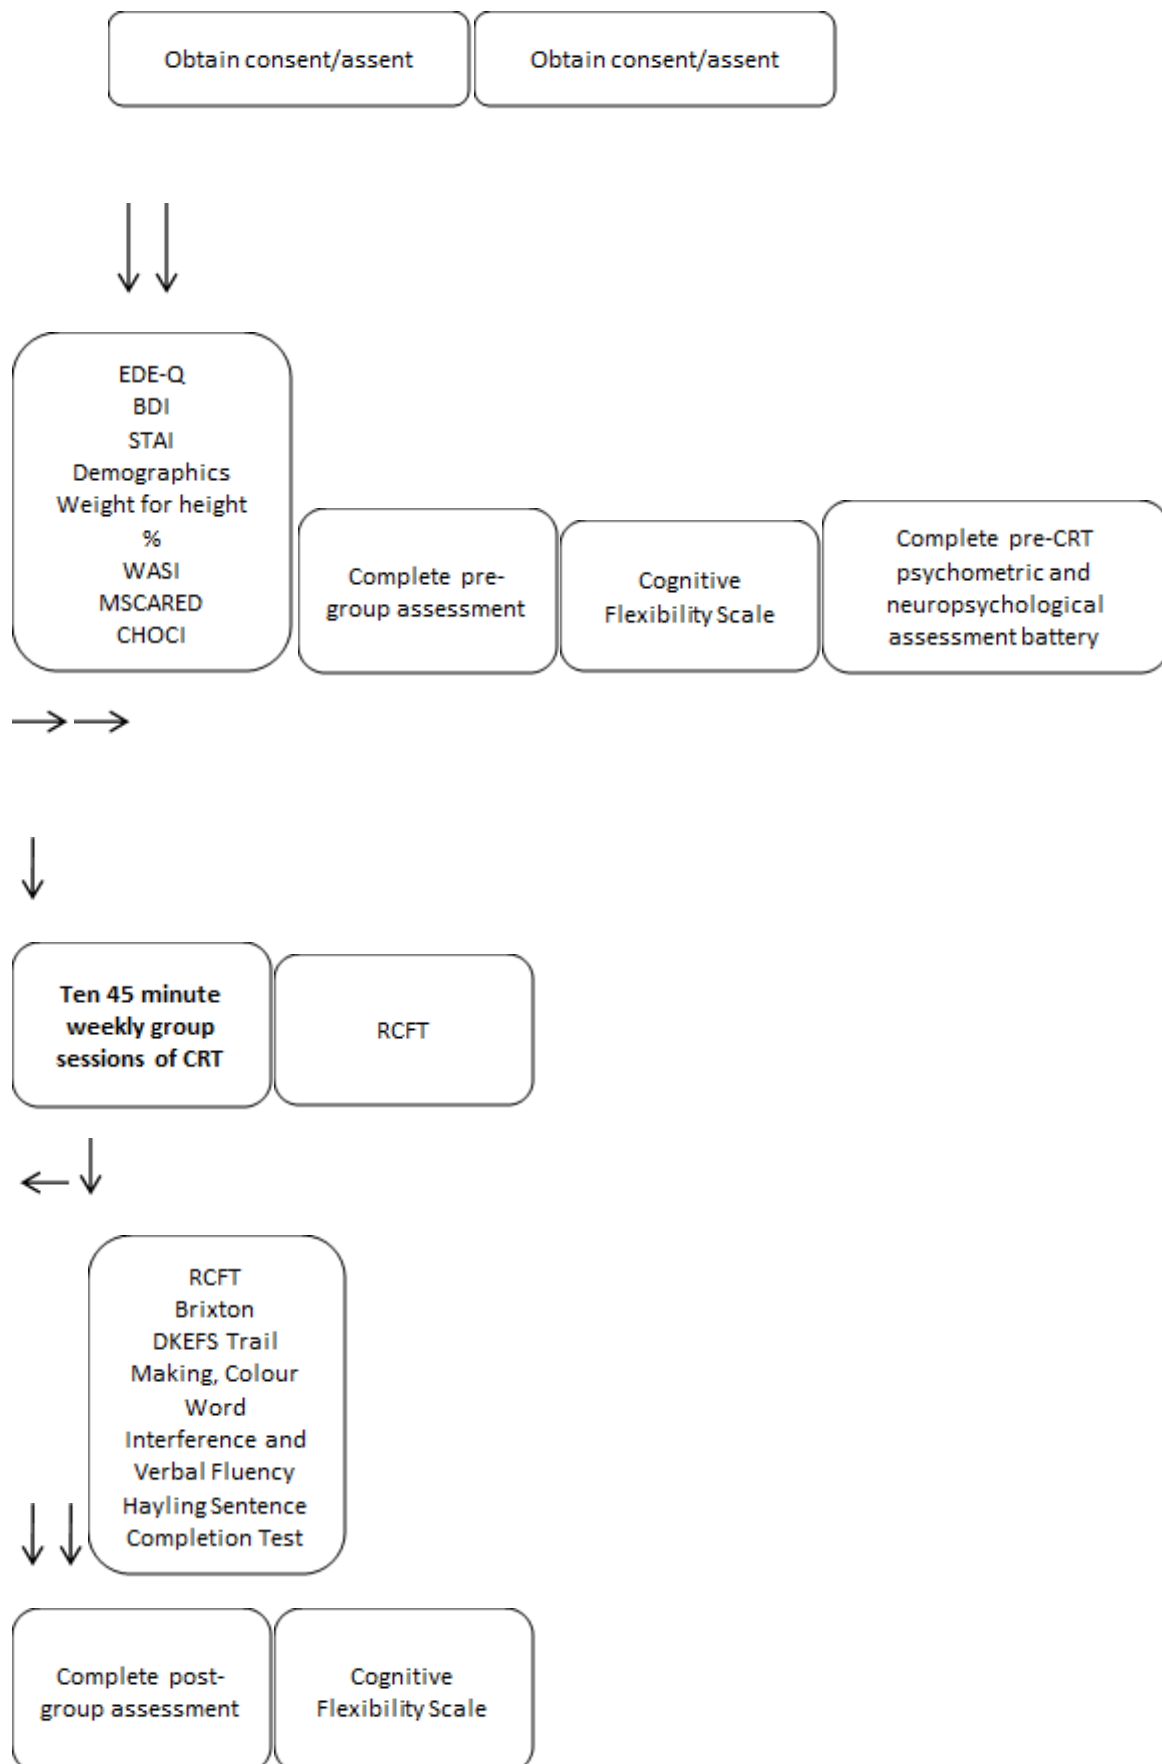 Obtain consent/assent
Obtain consent/assent
EDE-Q
BDI
STAI
Demographics
Weight for height
%
WASI
MSCARED
CHOCI
Complete pre-
group assessment
Cognitive
Flexibility Scale
Complete pre-CRT
psychometric and
neuropsychological
assessment battery
Ten 45 minute
weekly group
sessions of CRT
RCFT
RCFT
Brixton
DKEFS Trail
Making, Colour
Word
Interference and
Verbal Fluency
Hayling Sentence
Completion Test
Complete post-
group assessment
Cognitive
Flexibility Scale